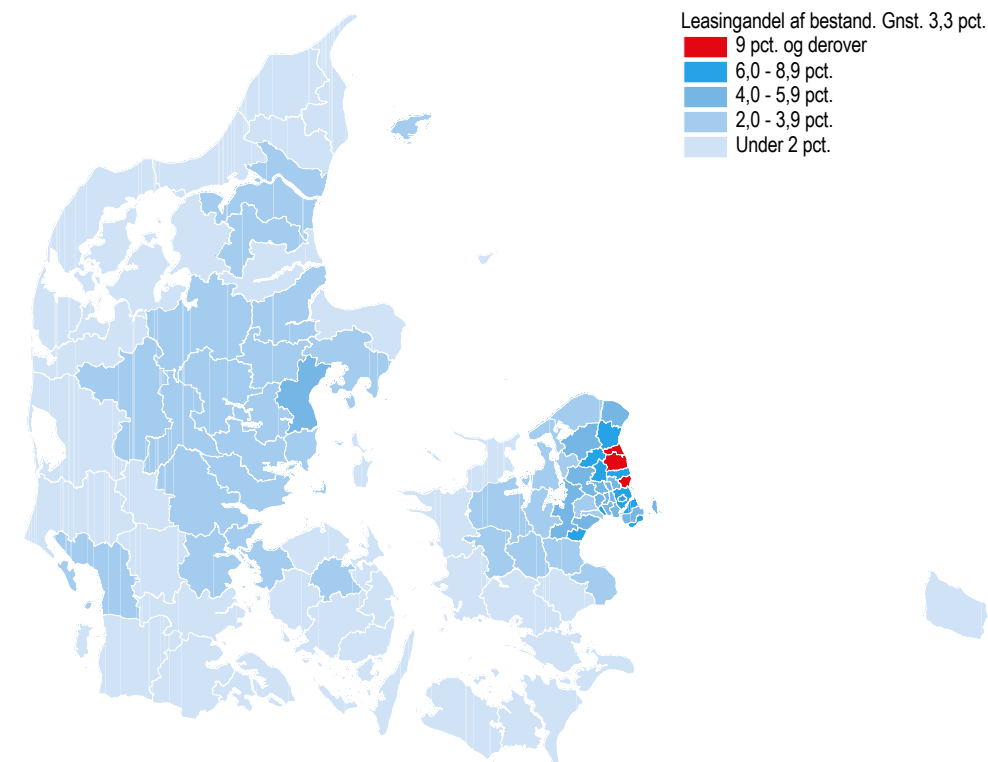 Leasingandel af bestand. Gnst. 3,3 pct.
9 pct. og derover
6,0 - 8,9 pct.
4,0 - 5,9 pct.
2,0 - 3,9 pct.
Under 2 pct.